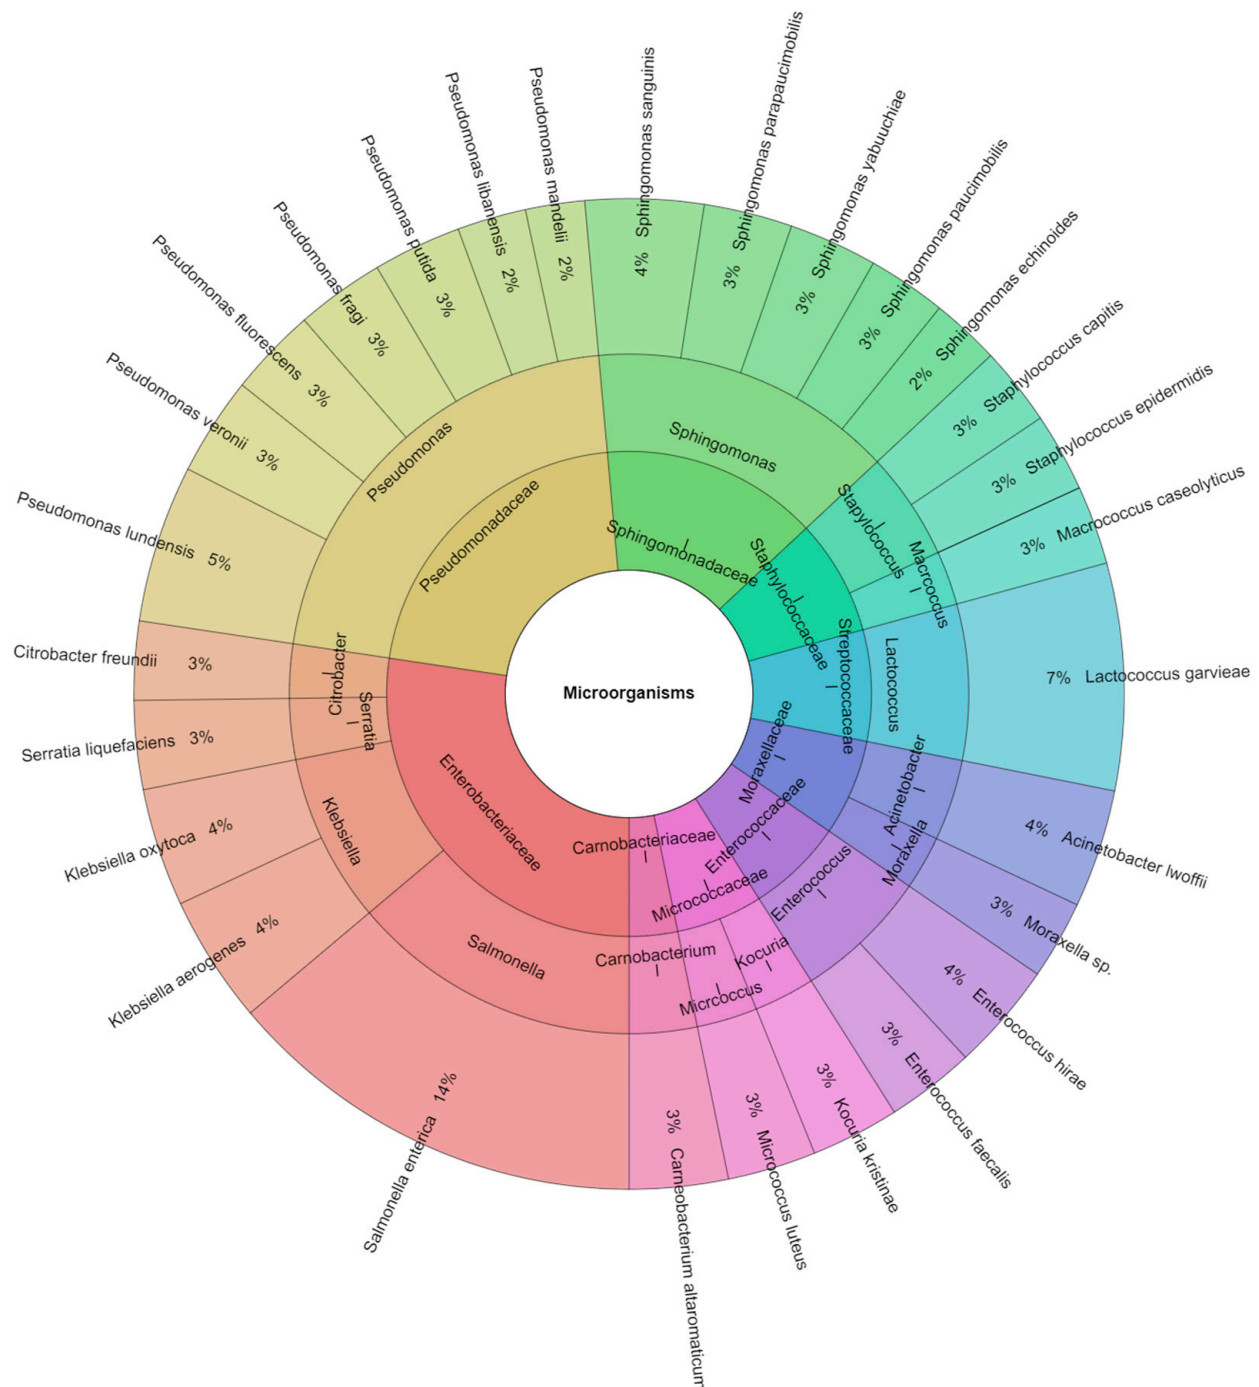 Microorganisms
Pseudomonadaceae
Sphingomonadaceae
Staphylococcaceae
Streptococcaceae
Moraxellaceae
Enterococcaceae
Micrococcaceae
Carnobacteriaceae
Enterobacteriaceae
Pseudomonas
Sphingomonas
Stapylococcus
Macrcoccus
Lactococcus
Acinetobacter
Moraxella
Enterococcus
Kocuria
Micrcoccus
Carnobacterium
Salmonella
Klebsiella
Serratia
Citrobacter
4% Sphingomonas sanguinis
3% Sphingomonas parapaucimobilis
3% Sphingomonas yabuuchiae
3% Sphingomonas paucimobilis
2% Sphingomonas echinoides
3% Staphylococcus capitis
3% Staphylococcus epidermidis
3% Macrococcus caseolyticus
7% Lactococcus garvieae
4% Acinetobacter lwoffii
3% Moraxella sp.
4% Enterococcus hirae
3% Enterococcus faecalis
3% Kocuria kristinae
3% Micrococcus luteus
3% Carneobacterium altaromaticum
Salmonella enterica 14%
Klebsiella aerogenes 4%
Klebsiella oxytoca 4%
Serratia liquefaciens 3%
Citrobacter freundii 3%
Pseudomonas lundensis 5%
Pseudomonas veronii 3%
Pseudomonas fluorescens 3%
Pseudomonas fragi 3%
Pseudomonas putida 3%
Pseudomonas libanensis 2%
Pseudomonas mandelii 2%